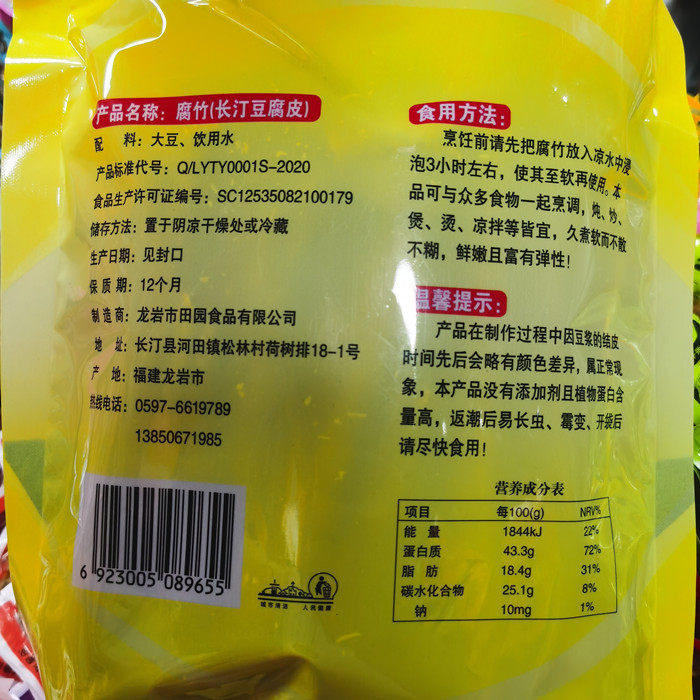 产品名称：腐竹(长汀豆腐皮)
配 料：大豆、饮用水
产品标准代号：Q/LYTY0001S-2020
食品生产许可证编号：SC12535082100179
储存方法：置于阴凉干燥处或冷藏
生产日期：见封口
保 质 期：12个月
制 造 商：龙岩市田园食品有限公司
地 址：长汀县河田镇松林村荷树排18-1号
产 地：福建龙岩市
热线电话：0597-6619789
13850671985
6 923005 089655
城市清洁 人民健康
食用方法：
烹饪前请先把腐竹放入凉水中浸
泡3小时左右，使其至软再使用。本
品可与众多食物一起烹调，炖、炒、
煲、烫、凉拌等皆宜，久煮软而不散
不糊，鲜嫩且富有弹性！
温馨提示：
产品在制作过程中因豆浆的结皮
时间先后会略有颜色差异，属正常现
象，本产品没有添加剂且植物蛋白含
量高，返潮后易长虫、霉变、开袋后
请尽快食用！
营养成分表
项目 每100(g) NRV%
能 量 1844kJ 22%
蛋白质 43.3g 72%
脂 肪 18.4g 31%
碳水化合物 25.1g 8%
钠 10mg 1%